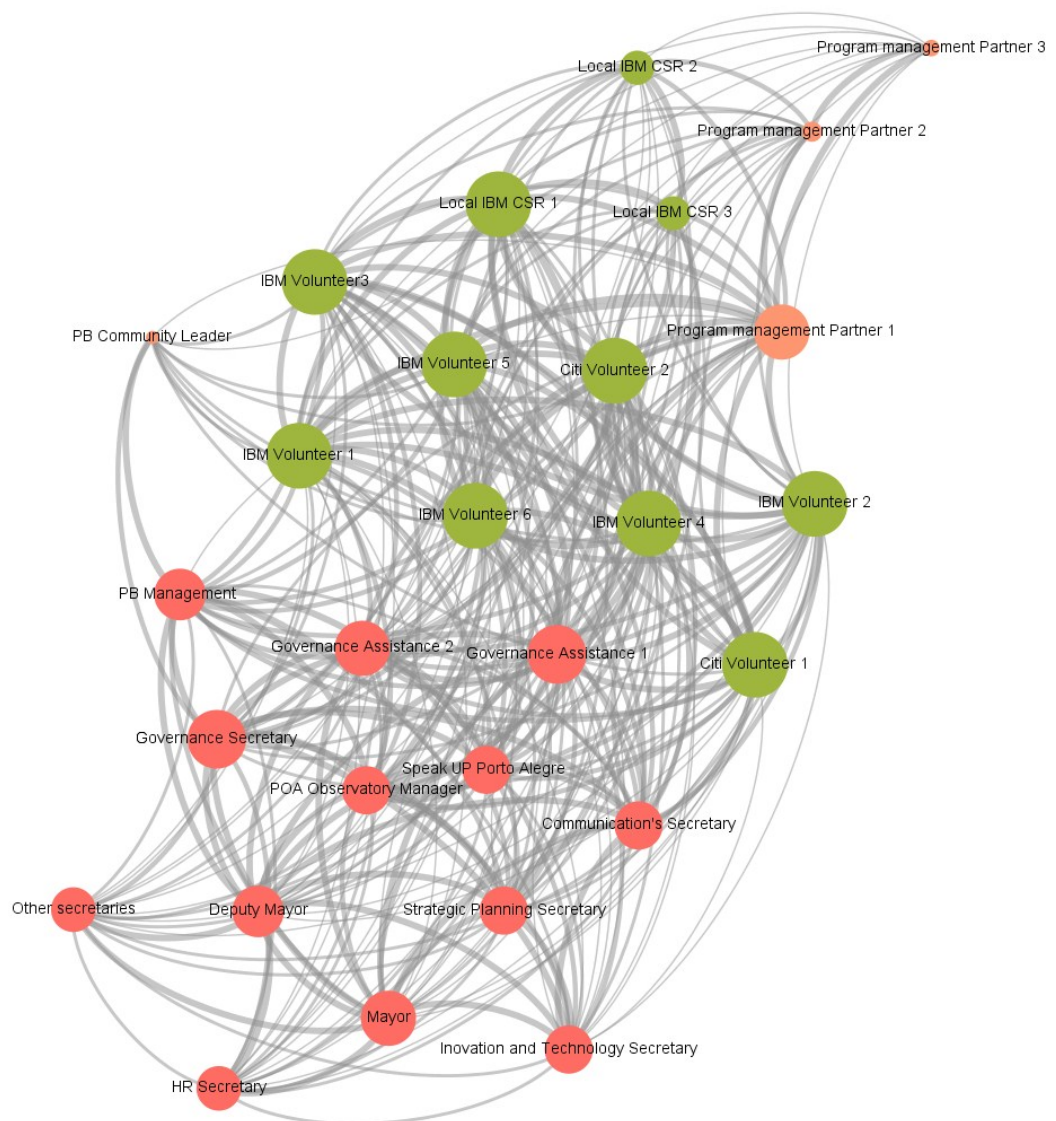 Program management Partner 3
Local IBM CSR 2
Program management Partner 2
Local IBM CSR 1
Local IBM CSR 3
IBM Volunteer3
Program management Partner 1
PB Community Leader
IBM Volunteer 5
Citi Volunteer 2
IBM Volunteer 1
IBM Volunteer 2
IBM Volunteer 6
IBM Volunteer 4
PB Management
Governance Assistance 2
Governance Assistance 1
Citi Volunteer 1
Governance Secretary
Speak UP Porto Alegre
POA Observatory Manager
Communication's Secretary
Other secretaries
Deputy Mayor
Strategic Planning Secretary
Mayor
Inovation and Technology Secretary
HR Secretary